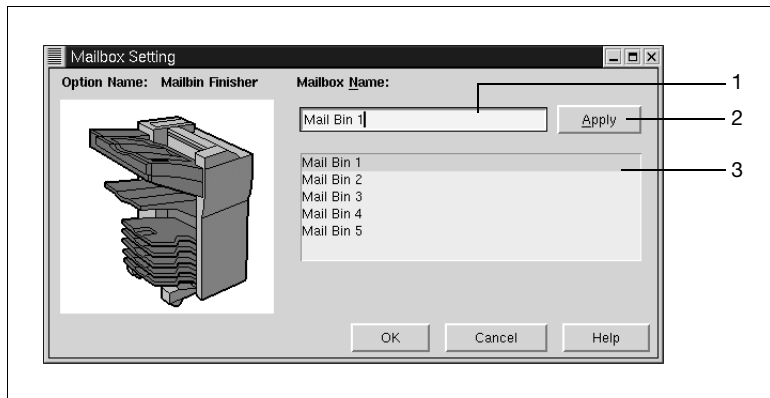 Mailbox Setting
Option Name: Mailbin Finisher
Mailbox Name:
1
Mail Bin 1
Apply
2
Mail Bin 1
3
Mail Bin 2
Mail Bin 3
Mail Bin 4
Mail Bin 5
OK
Cancel
Help